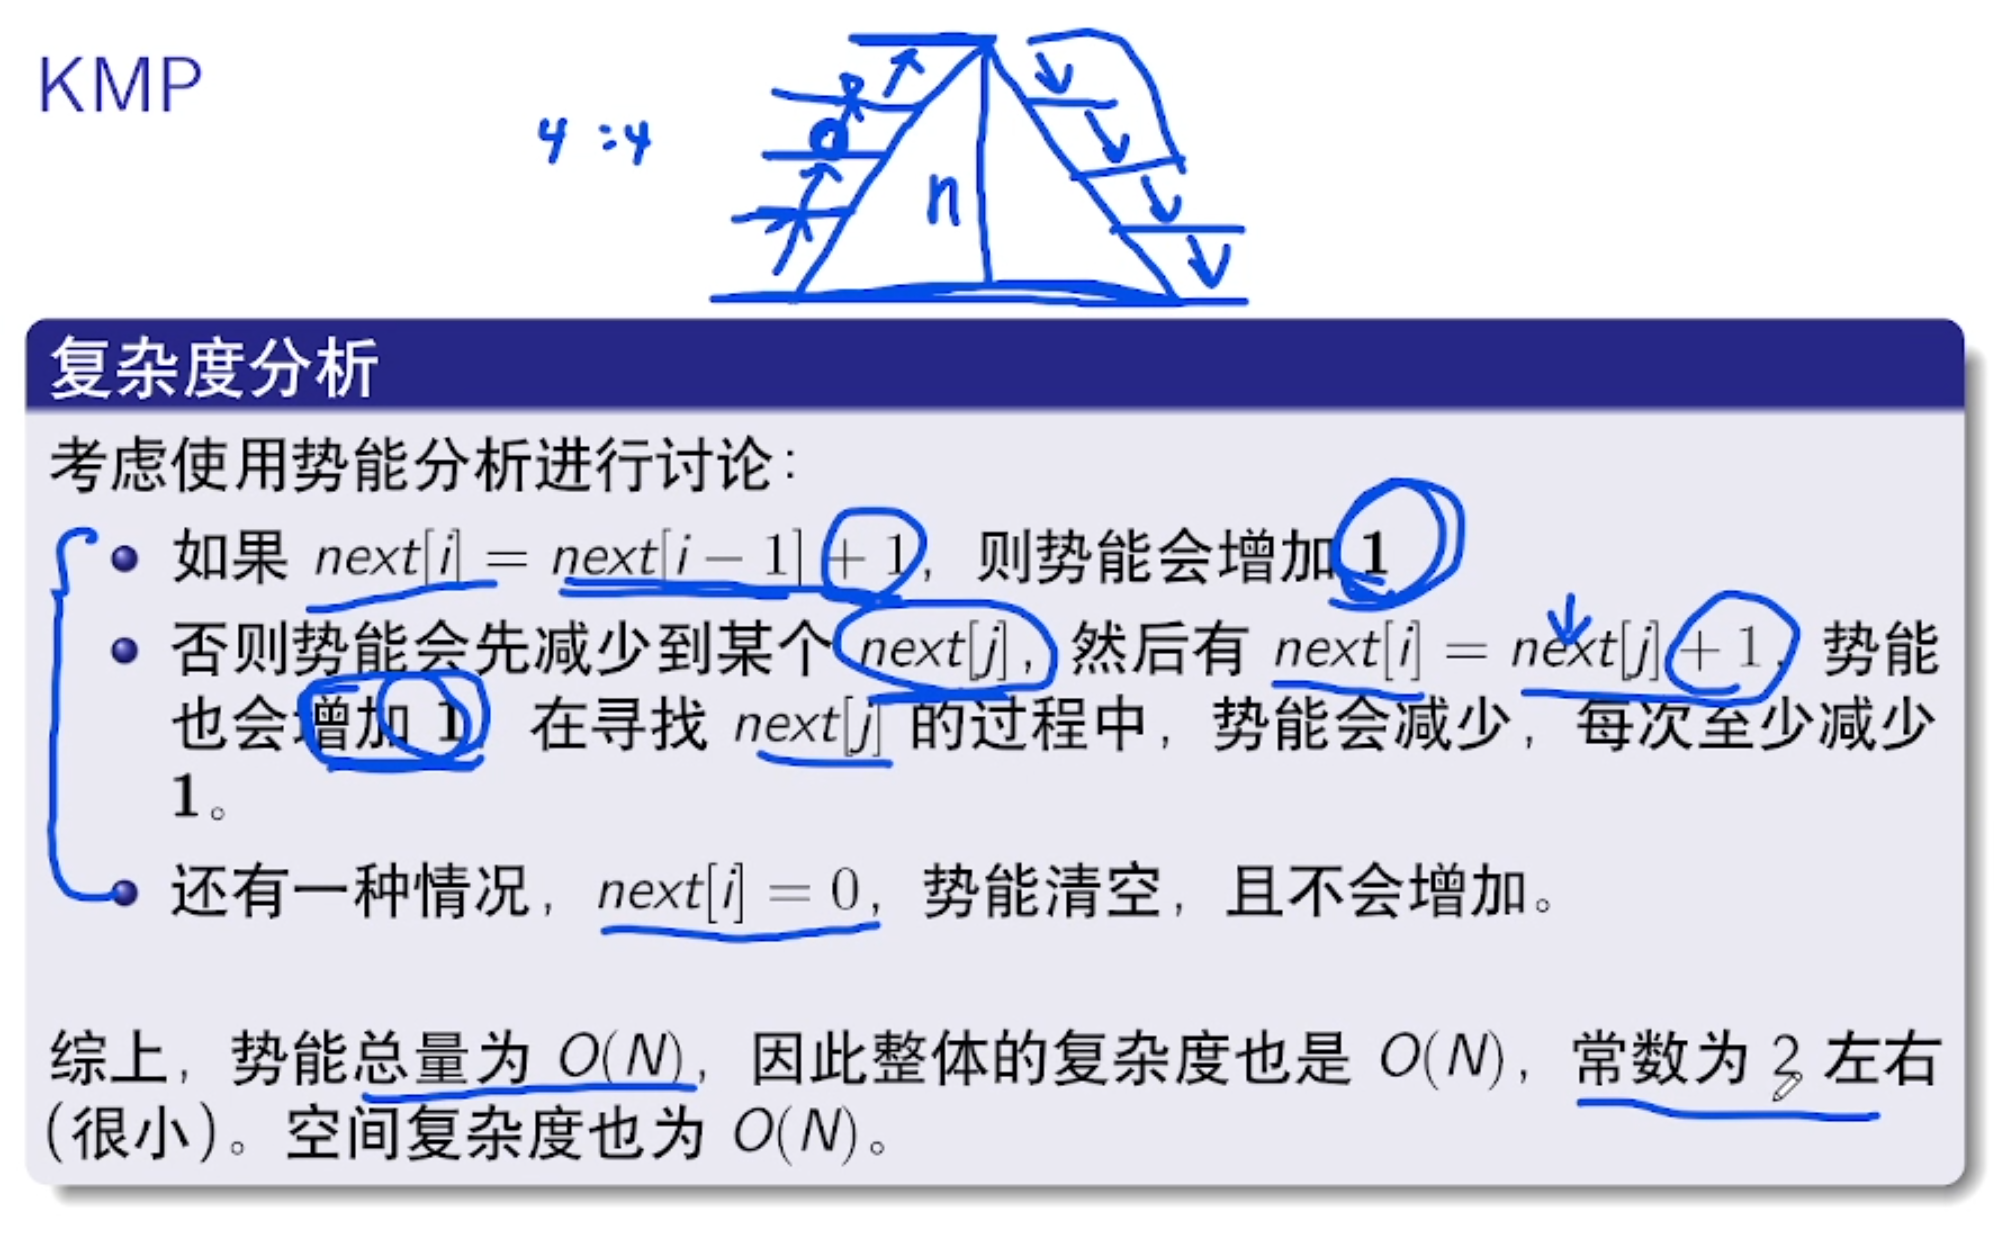 KMP
4 :4
n
复杂度分析
考虑使用势能分析进行讨论：
如果 next[i] = next[i − 1] + 1，则势能会增加 1
否则势能会先减少到某个 next[j]，然后有 next[i] = next[j] + 1，势能
也会增加 1 在寻找 next[j] 的过程中，势能会减少，每次至少减少
1。
还有一种情况，next[i] = 0，势能清空，且不会增加。
综上，势能总量为 O(N)，因此整体的复杂度也是 O(N)，常数为 2 左右
(很小)。空间复杂度也为 O(N)。